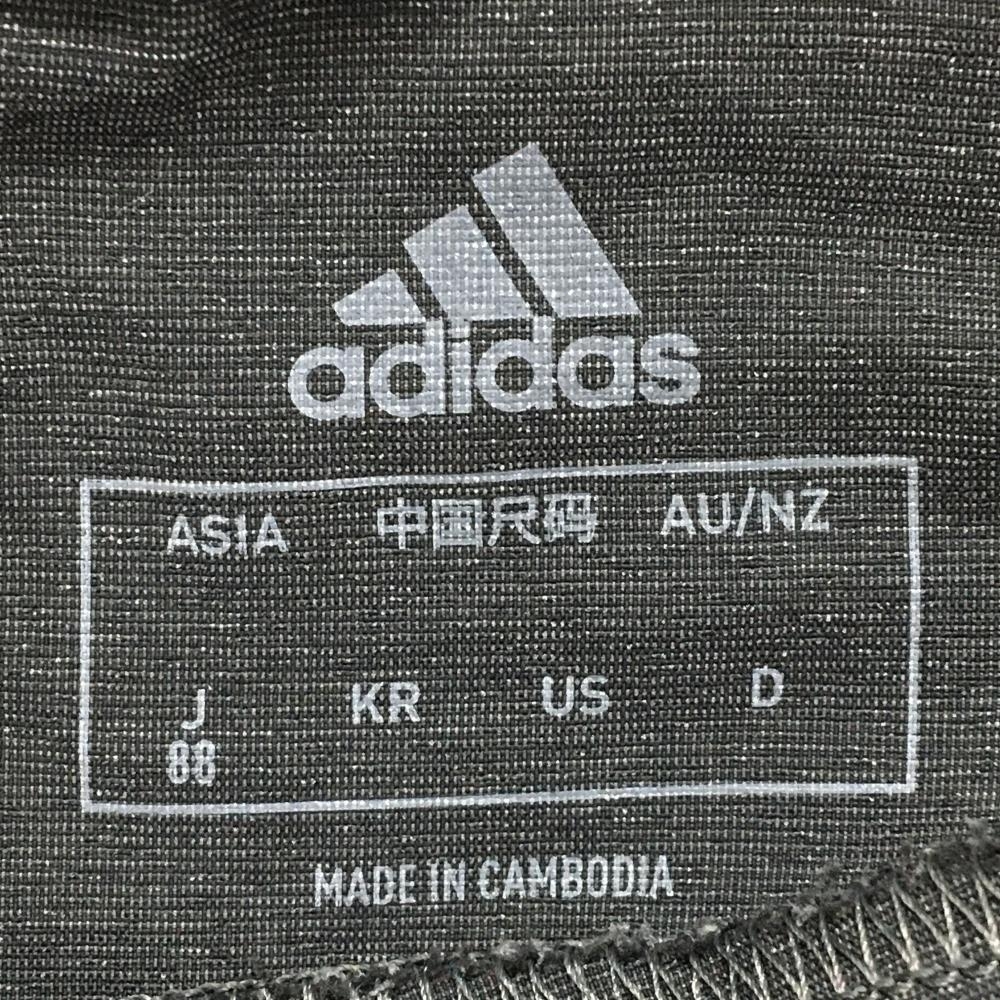 adidas
ASIA 中国尺码 AU/NZ
J KR US D
88
MADE IN CAMBODIA